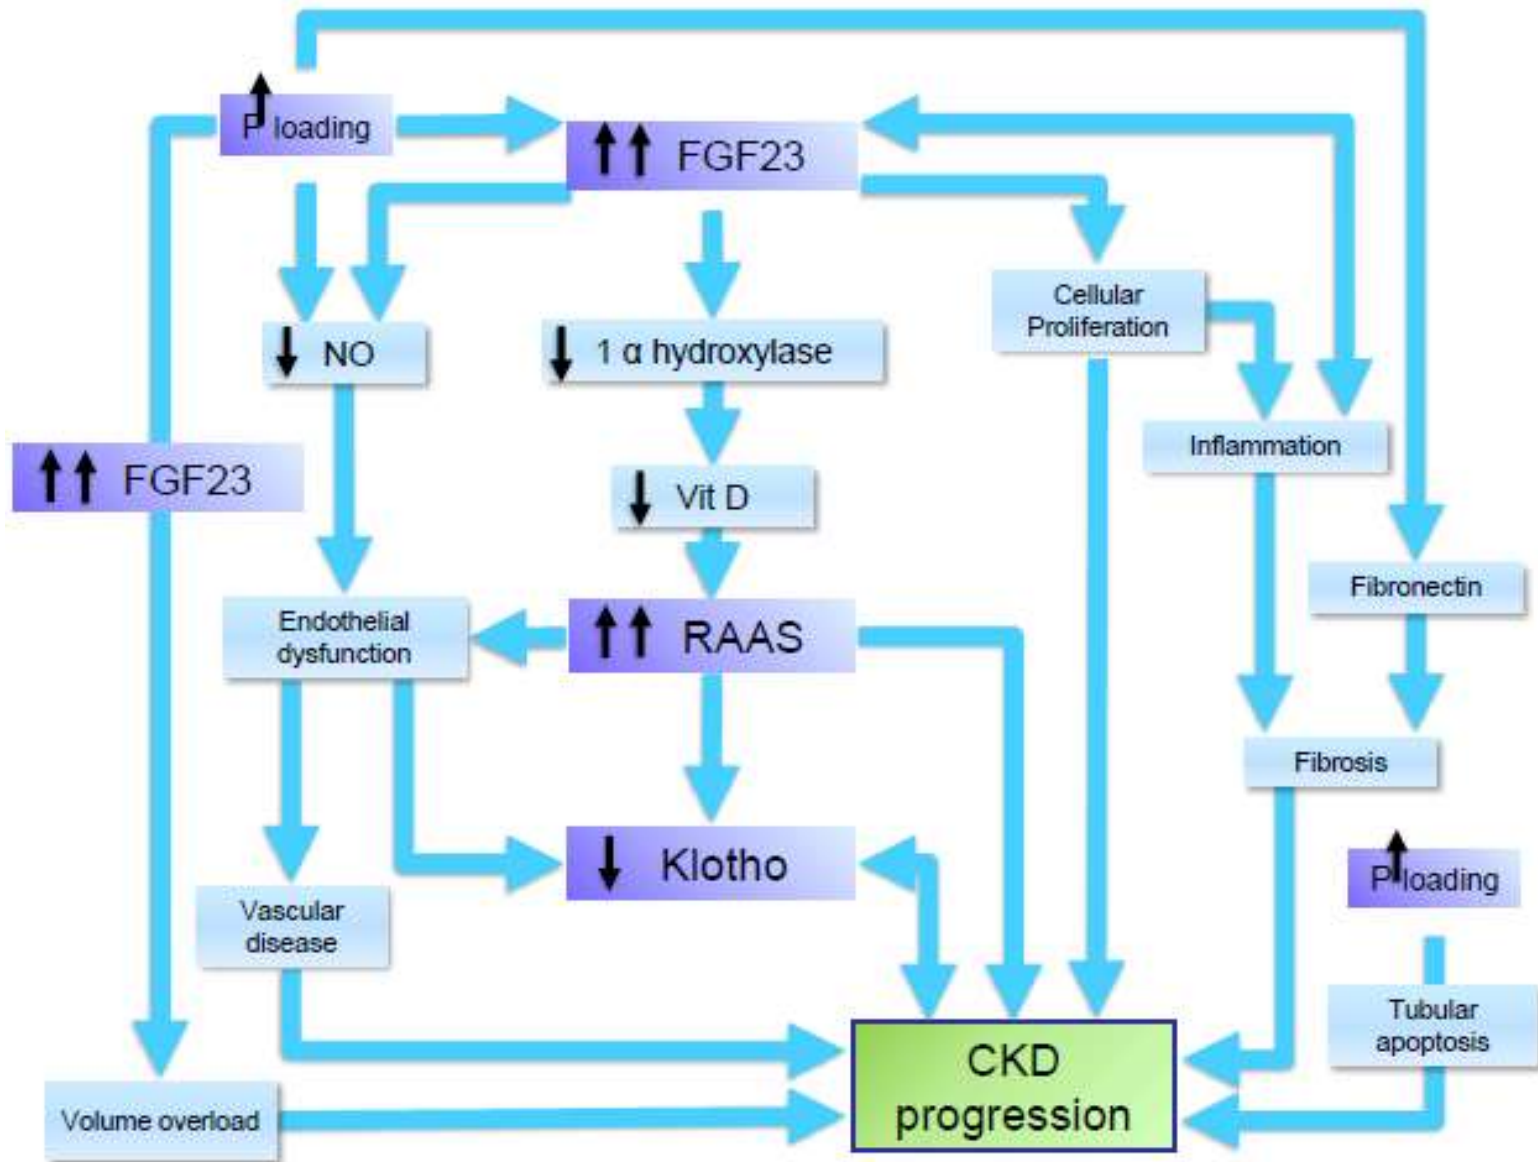 P loading
FGF23
NO
1 α hydroxylase
Cellular
Proliferation
Inflammation
FGF23
Vit D
Fibronectin
Endothelial
dysfunction
RAAS
Fibrosis
Klotho
P loading
Vascular
disease
Tubular
apoptosis
CKD
progression
Volume overload